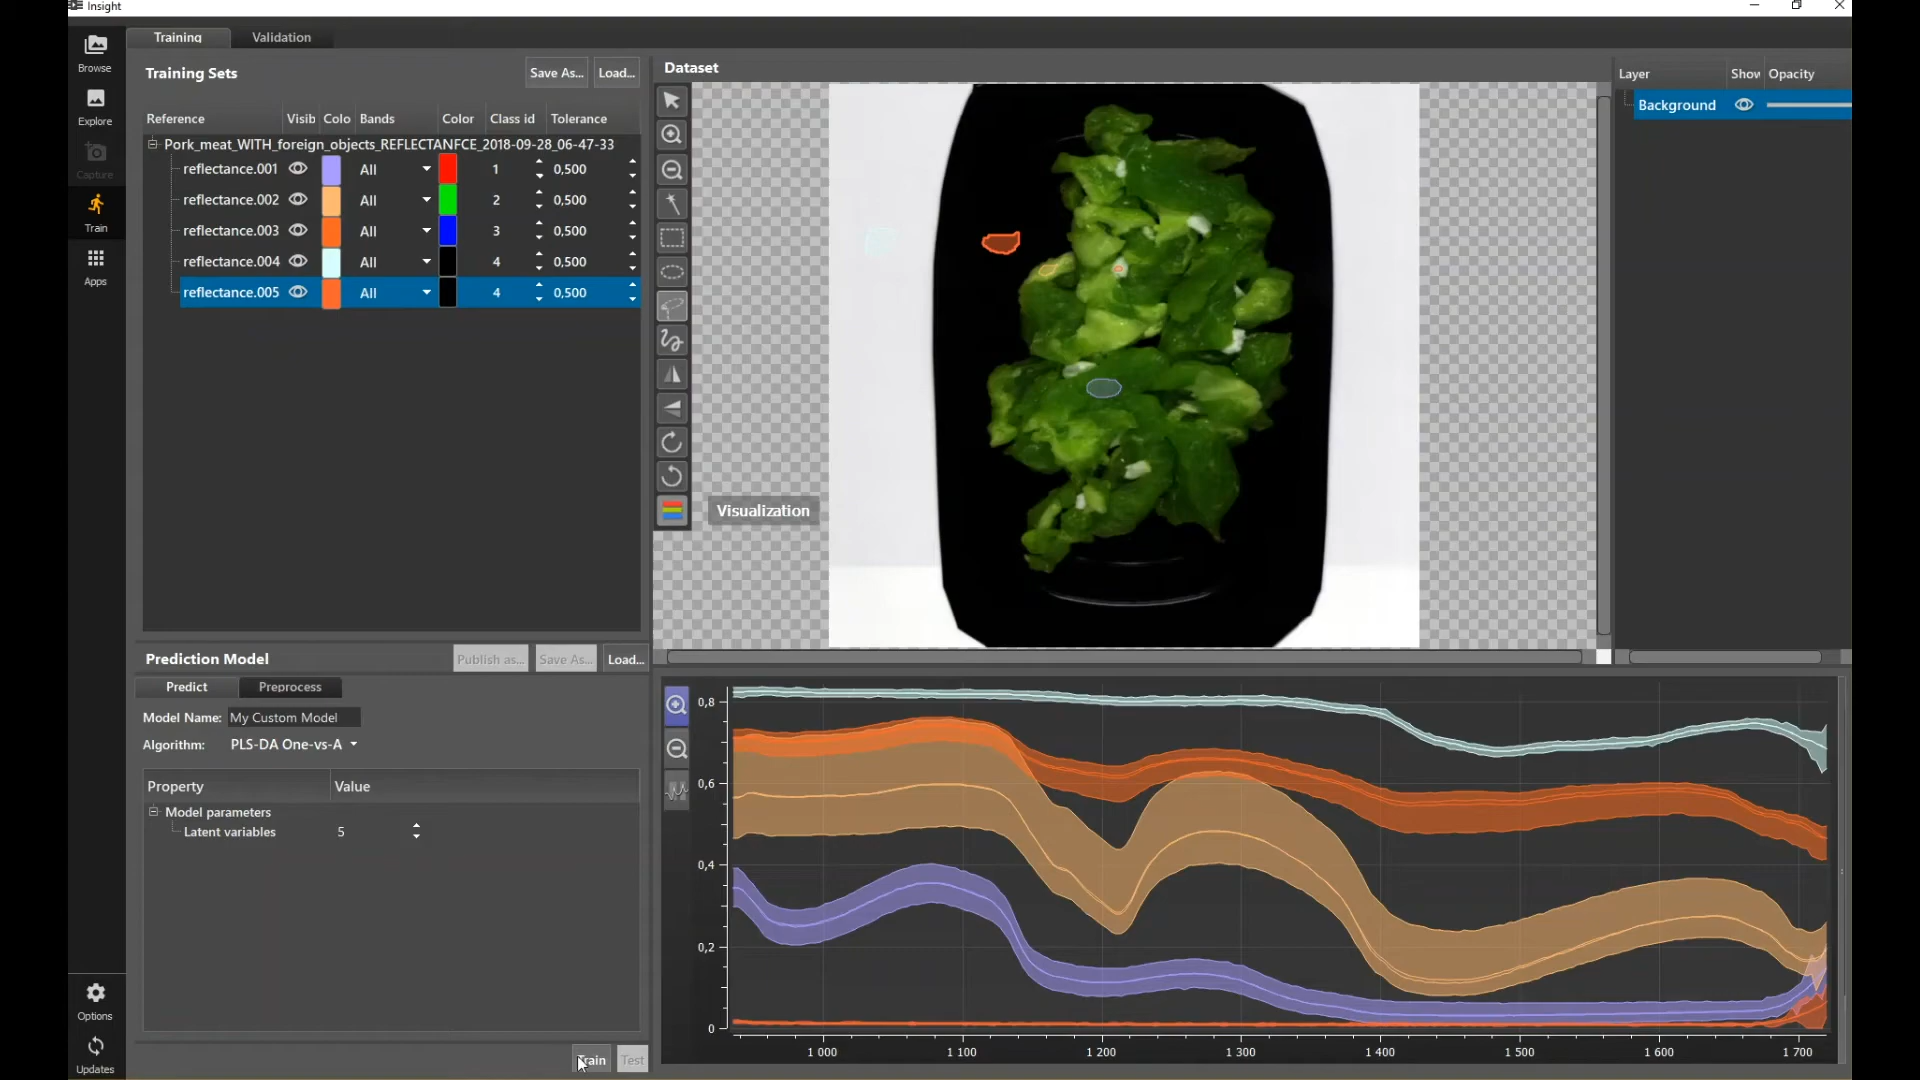 Insight
Training
Validation
Browse
Explore
Capture
Train
Apps
Options
Updates
Training Sets
Save As...
Load...
Reference
Visib
Colo
Bands
Color
Class id
Tolerance
Pork_meat_WITH_foreign_objects_REFLECTANFCE_2018-09-28_06-47-33
reflectance.001 All 1 0,500
reflectance.002 All 2 0,500
reflectance.003 All 3 0,500
reflectance.004 All 4 0,500
reflectance.005 All 4 0,500
Dataset
Visualization
Layer
Show
Opacity
Background
Prediction Model
Publish as...
Save As...
Load...
Predict
Preprocess
Model Name: My Custom Model
Algorithm: PLS-DA One-vs-A
Property
Value
Model parameters
Latent variables 5
Train
Test
0,8
0,6
0,4
0,2
0
1 000
1 100
1 200
1 300
1 400
1 500
1 600
1 700